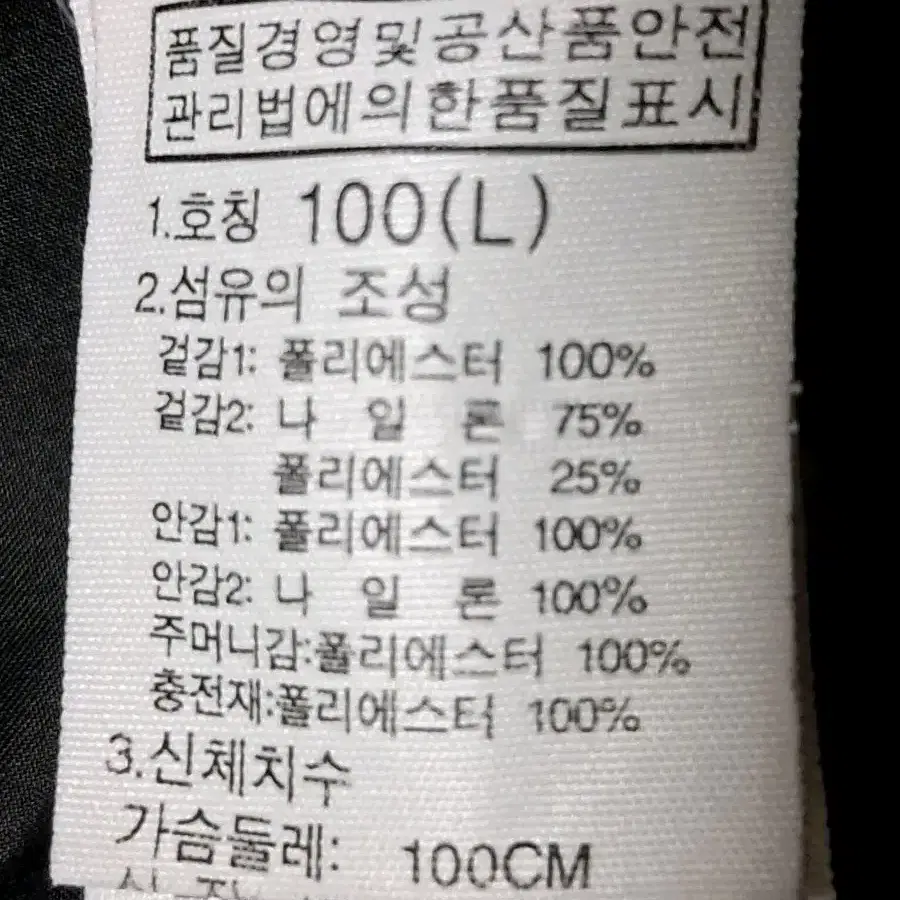 품질경영및공산품안전
관리법에의한품질표시
1.호칭 100(L)
2.섬유의 조성
겉감1: 폴리에스터 100%
겉감2: 나 일 론 75%
폴리에스터 25%
안감1: 폴리에스터 100%
안감2: 나 일 론 100%
주머니감:폴리에스터 100%
충전재:폴리에스터 100%
3.신체치수
가슴둘레: 100CM